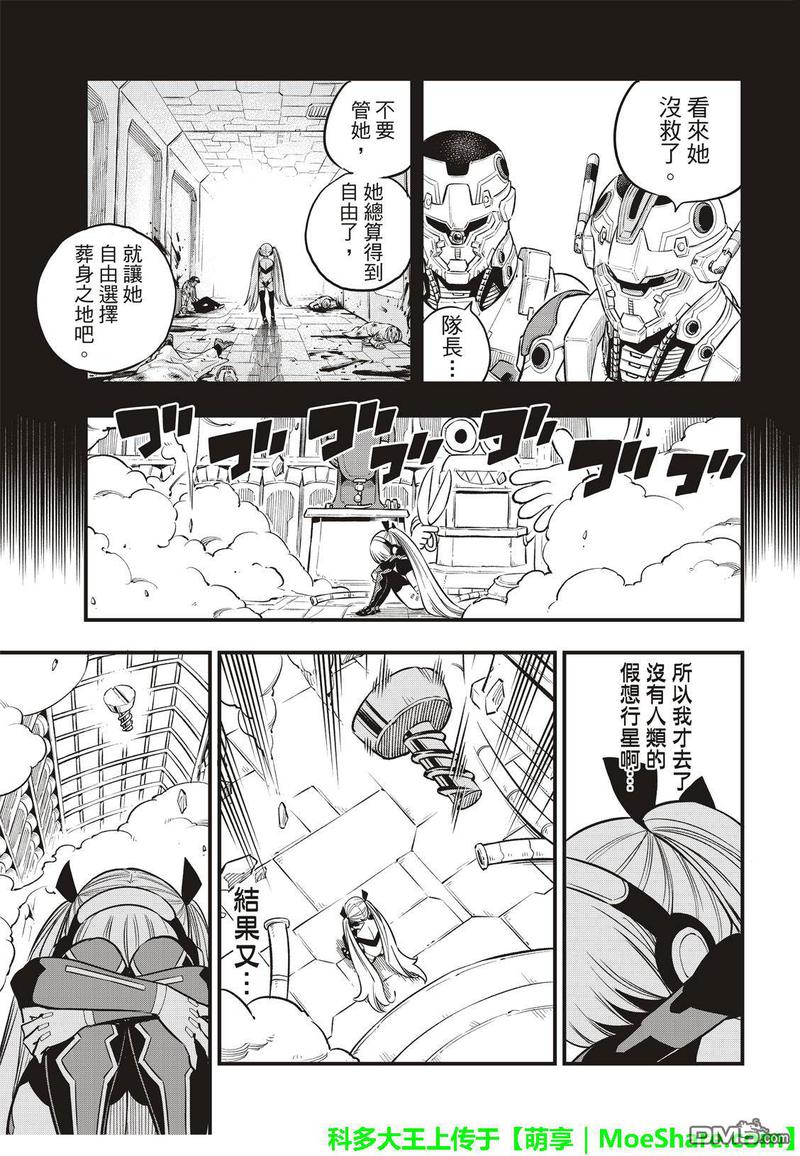 看來她
沒救了。
隊長…
不要
管她，
她總算得到
自由了，
就讓她
自由選擇
葬身之地吧。
ゴゴゴゴゴゴ
所以我才去了
沒有人類的
假想行星啊…
結果又…
科多大王上传于【萌享｜MoeShare.com】